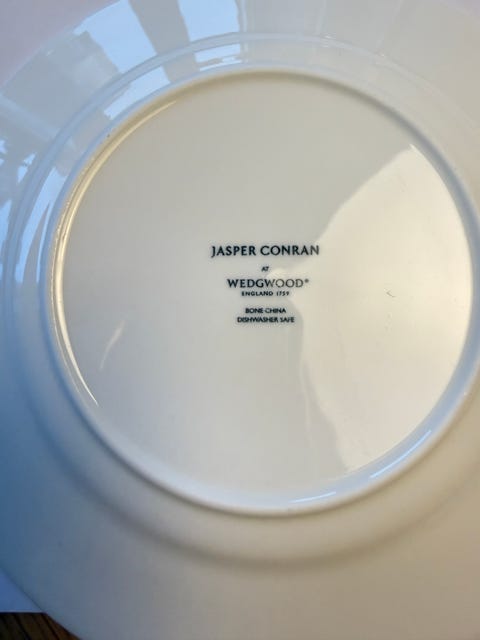 JASPER CONRAN
AT
WEDGWOOD®
ENGLAND 1759
BONE CHINA
DISHWASHER SAFE